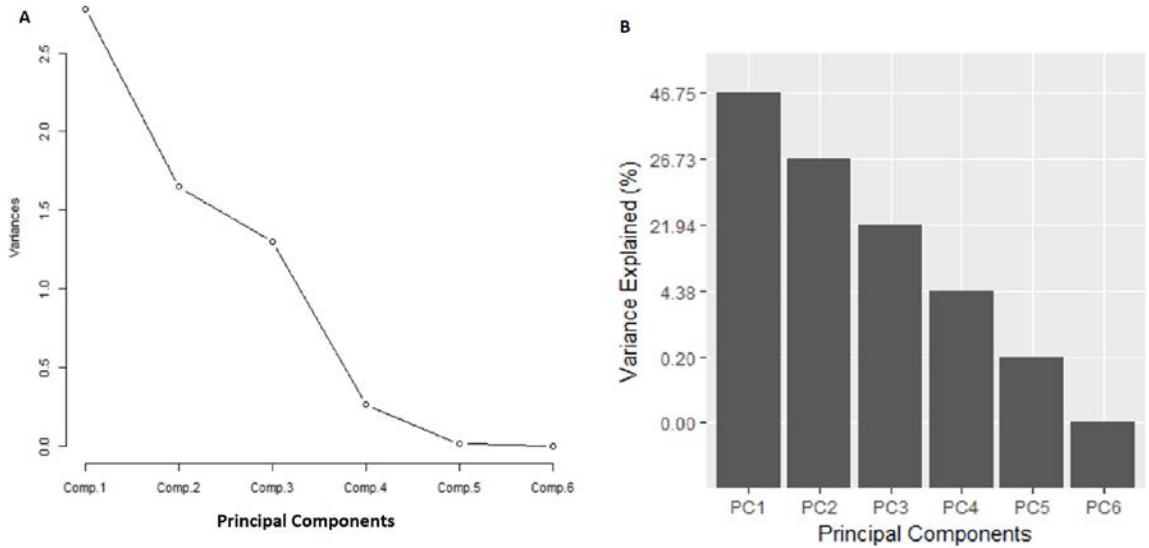 A
Variances
2.5
2.0
1.5
1.0
0.5
0.0
Comp.1 Comp.2 Comp.3 Comp.4 Comp.5 Comp.6
Principal Components
B
Variance Explained (%)
46.75
26.73
21.94
4.38
0.20
0.00
PC1 PC2 PC3 PC4 PC5 PC6
Principal Components